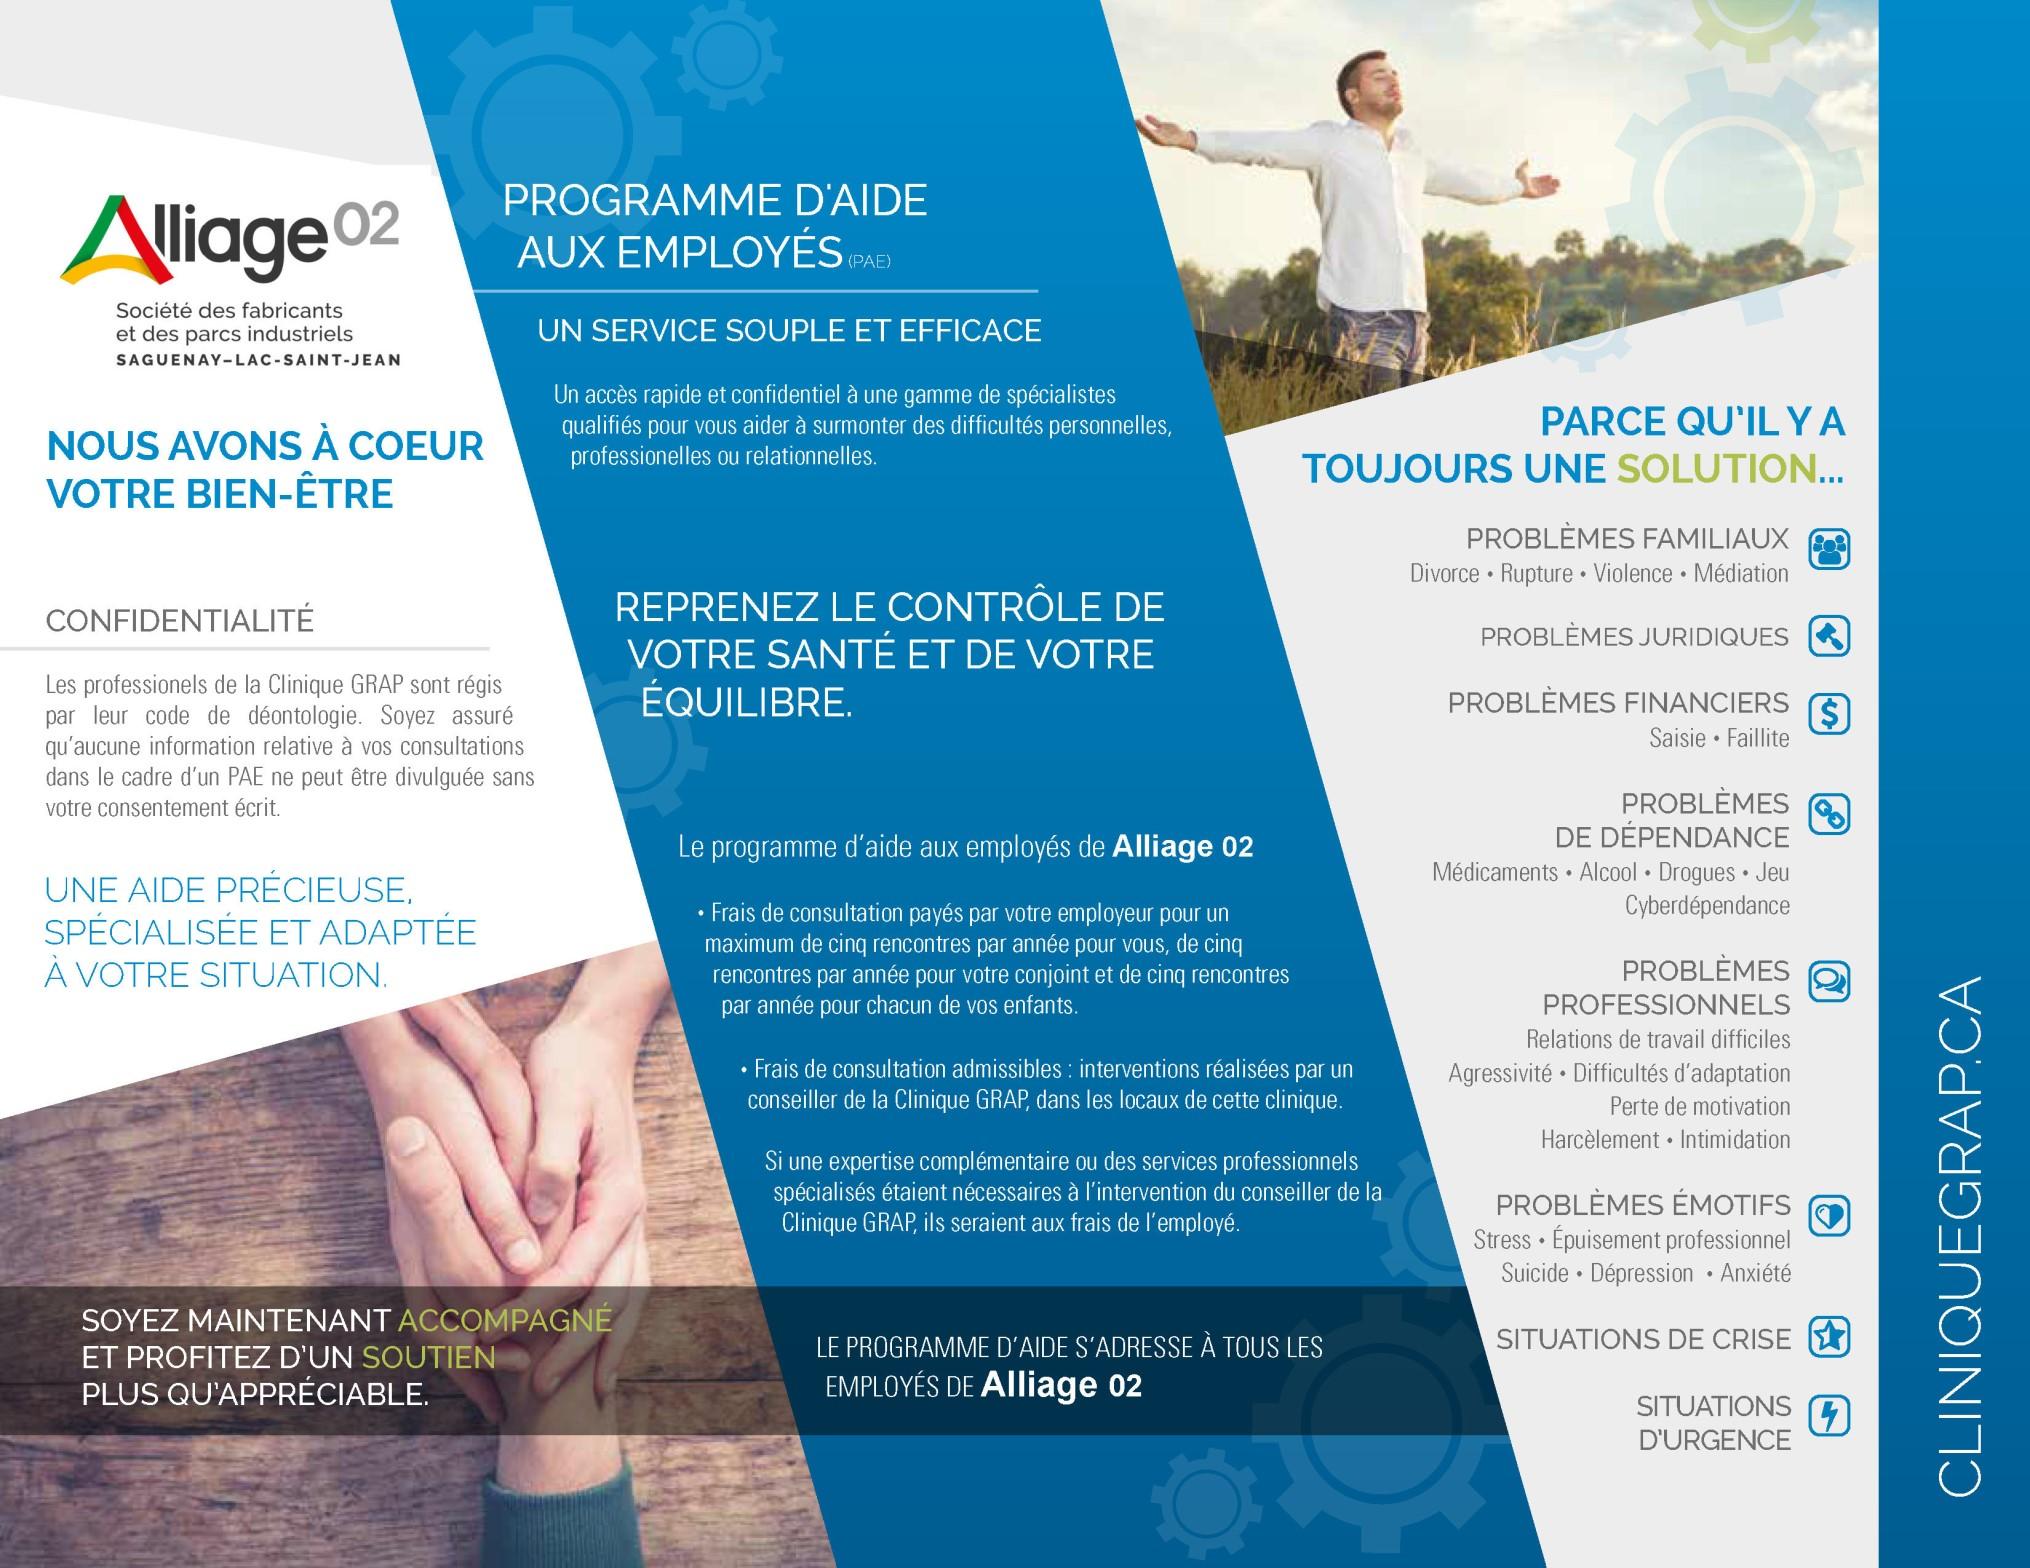 Alliage 02
Société des fabricants
et des parcs industriels
SAGUENAY–LAC-SAINT-JEAN
NOUS AVONS À COEUR
VOTRE BIEN-ÊTRE
CONFIDENTIALITÉ
Les professionels de la Clinique GRAP sont régis
par leur code de déontologie. Soyez assuré
qu'aucune information relative à vos consultations
dans le cadre d'un PAE ne peut être divulguée sans
votre consentement écrit.
UNE AIDE PRÉCIEUSE,
SPÉCIALISÉE ET ADAPTÉE
À VOTRE SITUATION.
SOYEZ MAINTENANT ACCOMPAGNÉ
ET PROFITEZ D'UN SOUTIEN
PLUS QU'APPRÉCIABLE.
PROGRAMME D'AIDE
AUX EMPLOYÉS (PAE)
UN SERVICE SOUPLE ET EFFICACE
Un accès rapide et confidentiel à une gamme de spécialistes
qualifiés pour vous aider à surmonter des difficultés personnelles,
professionelles ou relationnelles.
REPRENEZ LE CONTRÔLE DE
VOTRE SANTÉ ET DE VOTRE
ÉQUILIBRE.
Le programme d'aide aux employés de Alliage 02
• Frais de consultation payés par votre employeur pour un
maximum de cinq rencontres par année pour vous, de cinq
rencontres par année pour votre conjoint et de cinq rencontres
par année pour chacun de vos enfants.
• Frais de consultation admissibles : interventions réalisées par un
conseiller de la Clinique GRAP, dans les locaux de cette clinique.
Si une expertise complémentaire ou des services professionnels
spécialisés étaient nécessaires à l'intervention du conseiller de la
Clinique GRAP, ils seraient aux frais de l'employé.
LE PROGRAMME D'AIDE S'ADRESSE À TOUS LES
EMPLOYÉS DE Alliage 02
PARCE QU'IL Y A
TOUJOURS UNE SOLUTION...
PROBLÈMES FAMILIAUX
Divorce • Rupture • Violence • Médiation
PROBLÈMES JURIDIQUES
PROBLÈMES FINANCIERS
Saisie • Faillite
PROBLÈMES
DE DÉPENDANCE
Médicaments • Alcool • Drogues • Jeu
Cyberdépendance
PROBLÈMES
PROFESSIONNELS
Relations de travail difficiles
Agressivité • Difficultés d'adaptation
Perte de motivation
Harcèlement • Intimidation
PROBLÈMES ÉMOTIFS
Stress • Épuisement professionnel
Suicide • Dépression • Anxiété
SITUATIONS DE CRISE
SITUATIONS
D'URGENCE
CLINIQUEGRAP.CA